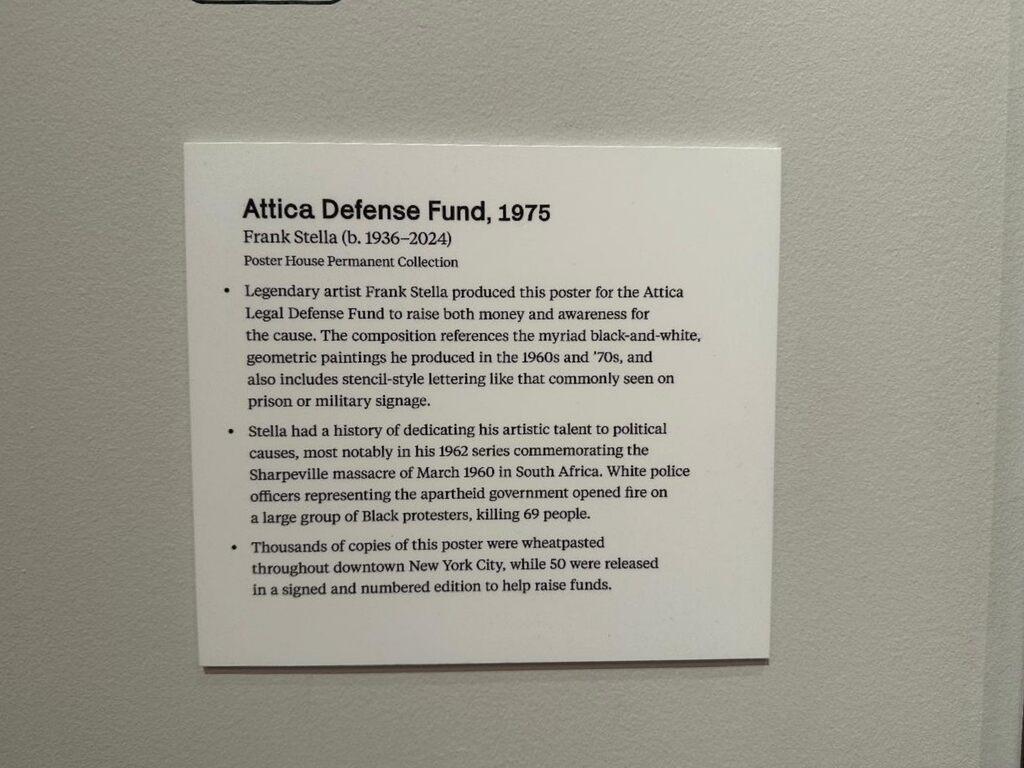 Attica Defense Fund, 1975
Frank Stella (b. 1936–2024)
Poster House Permanent Collection
• Legendary artist Frank Stella produced this poster for the Attica
Legal Defense Fund to raise both money and awareness for
the cause. The composition references the myriad black-and-white,
geometric paintings he produced in the 1960s and ’70s, and
also includes stencil-style lettering like that commonly seen on
prison or military signage.
• Stella had a history of dedicating his artistic talent to political
causes, most notably in his 1962 series commemorating the
Sharpeville massacre of March 1960 in South Africa. White police
officers representing the apartheid government opened fire on
a large group of Black protesters, killing 69 people.
• Thousands of copies of this poster were wheatpasted
throughout downtown New York City, while 50 were released
in a signed and numbered edition to help raise funds.